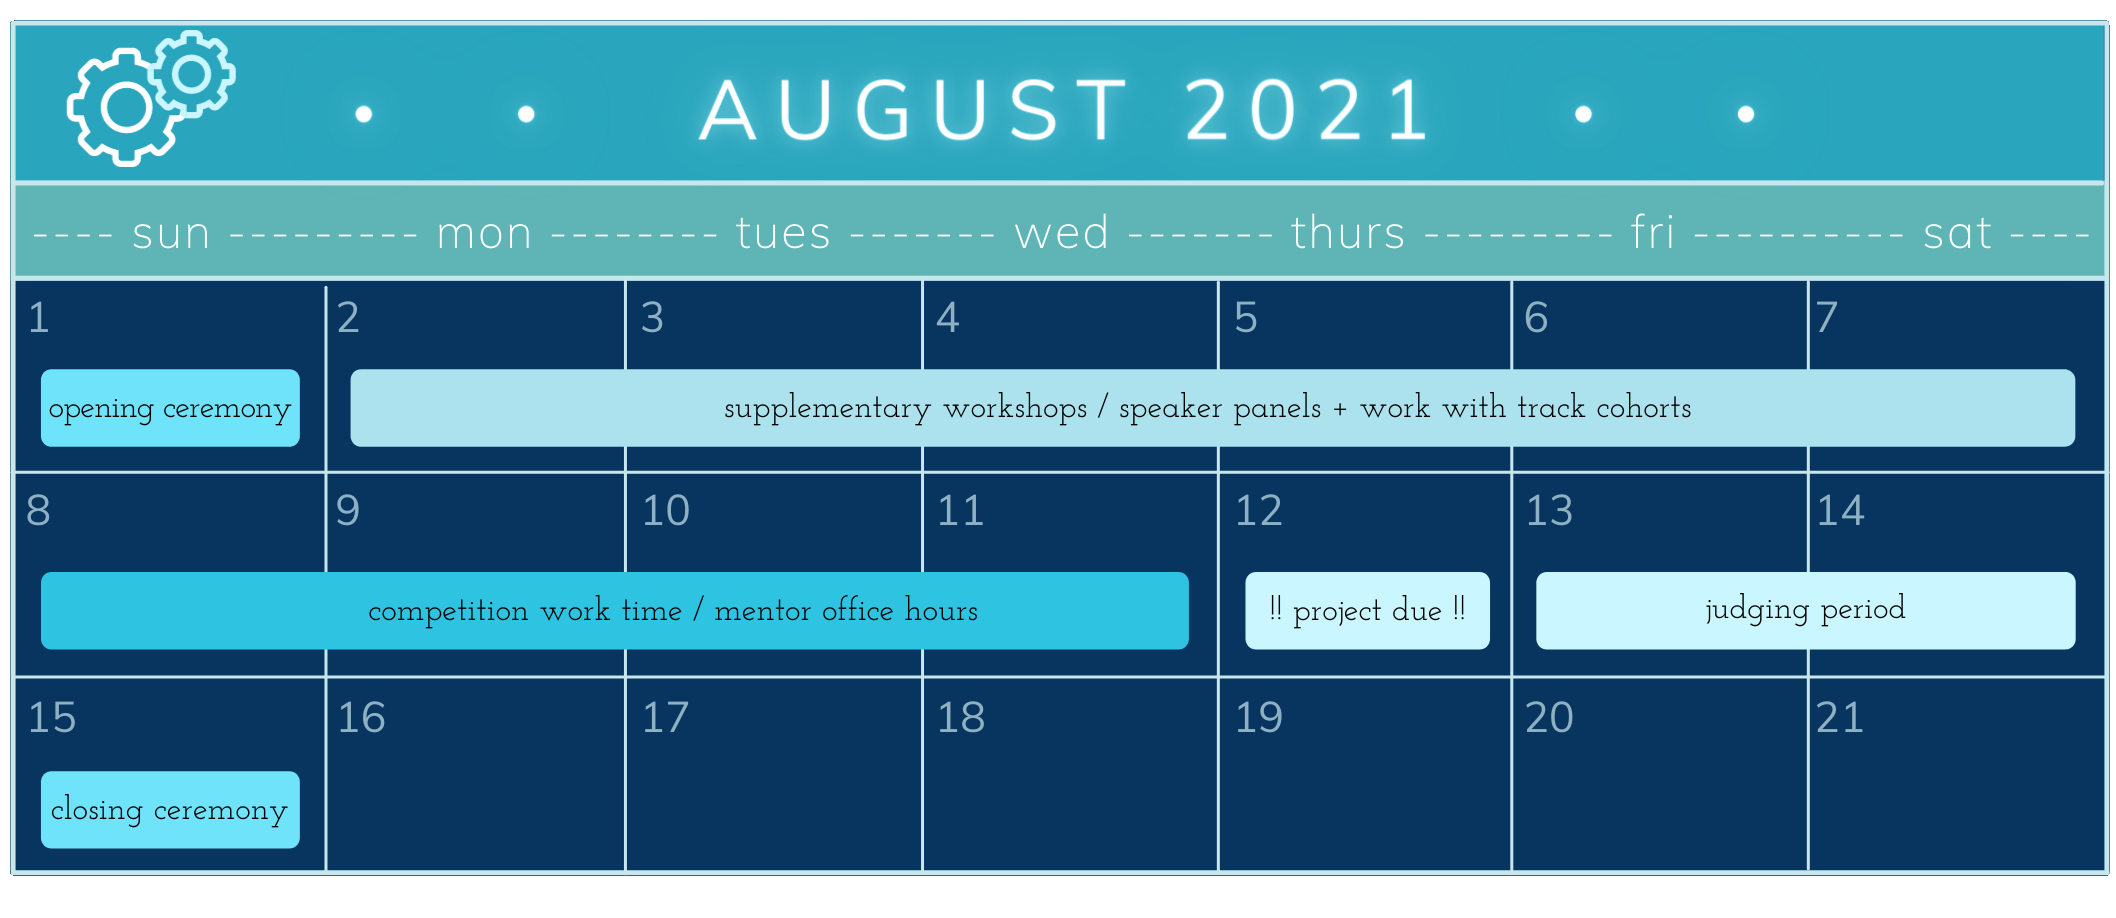 AUGUST 2021
---- sun --------- mon -------- tues ------- wed ------- thurs --------- fri ---------- sat ----
1 2 3 4 5 6 7
opening ceremony supplementary workshops / speaker panels + work with track cohorts
8 9 10 11 12 13 14
competition work time / mentor office hours !! project due !! judging period
15 16 17 18 19 20 21
closing ceremony